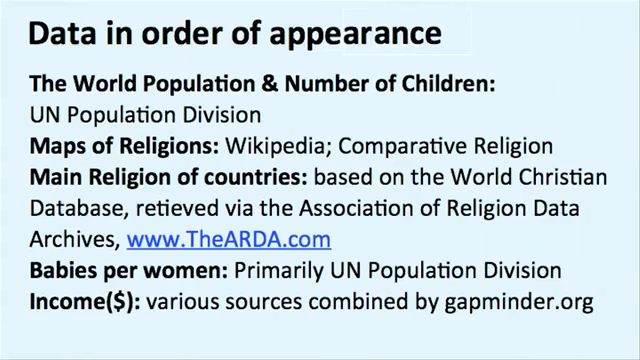 Data in order of appearance
The World Population & Number of Children:
UN Population Division
Maps of Religions: Wikipedia; Comparative Religion
Main Religion of countries: based on the World Christian
Database, retieved via the Association of Religion Data
Archives, www.TheARDA.com
Babies per women: Primarily UN Population Division
Income($): various sources combined by gapminder.org